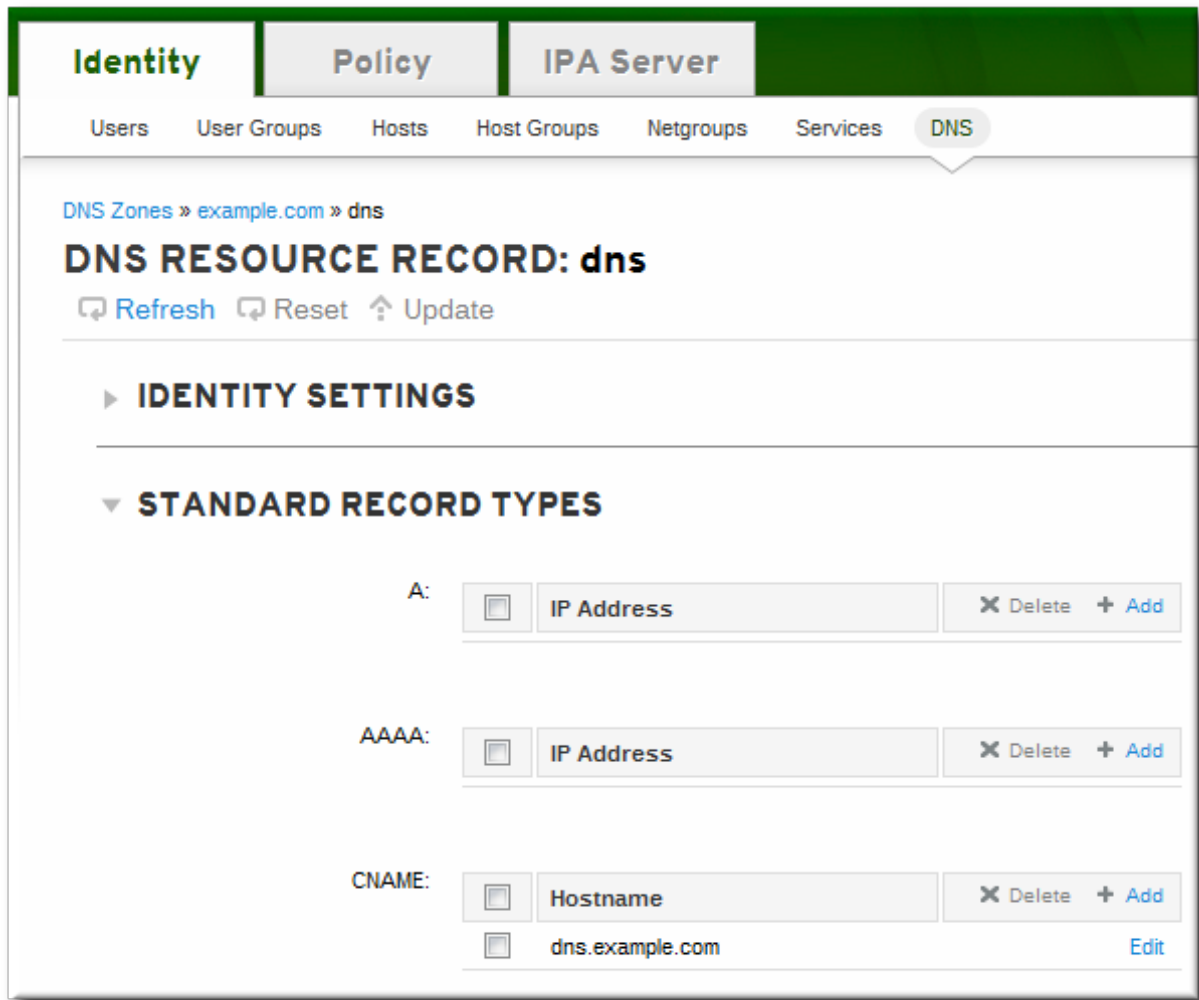 Identity Policy IPA Server
Users User Groups Hosts Host Groups Netgroups Services DNS
DNS Zones » example.com » dns
DNS RESOURCE RECORD: dns
Refresh Reset Update
IDENTITY SETTINGS
STANDARD RECORD TYPES
A: IP Address Delete Add
AAAA: IP Address Delete Add
CNAME: Hostname Delete Add
dns.example.com Edit